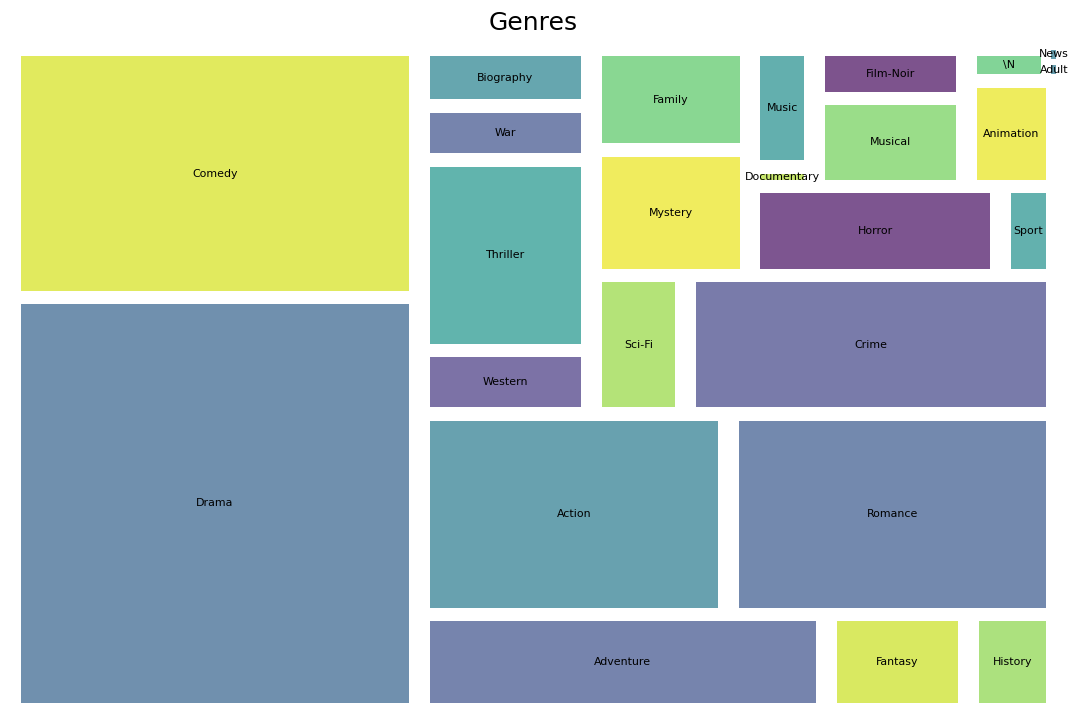 Genres
News
\N
Adult
Biography
Family
Music
Film-Noir
War
Musical
Animation
Comedy
Documentary
Mystery
Horror
Sport
Thriller
Sci-Fi
Crime
Western
Drama
Action
Romance
Adventure
Fantasy
History